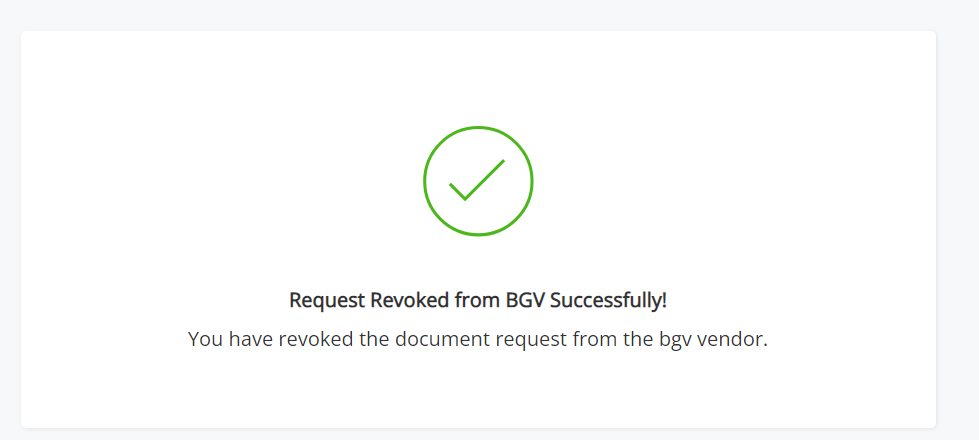 Request Revoked from BGV Successfully!
You have revoked the document request from the bgv vendor.